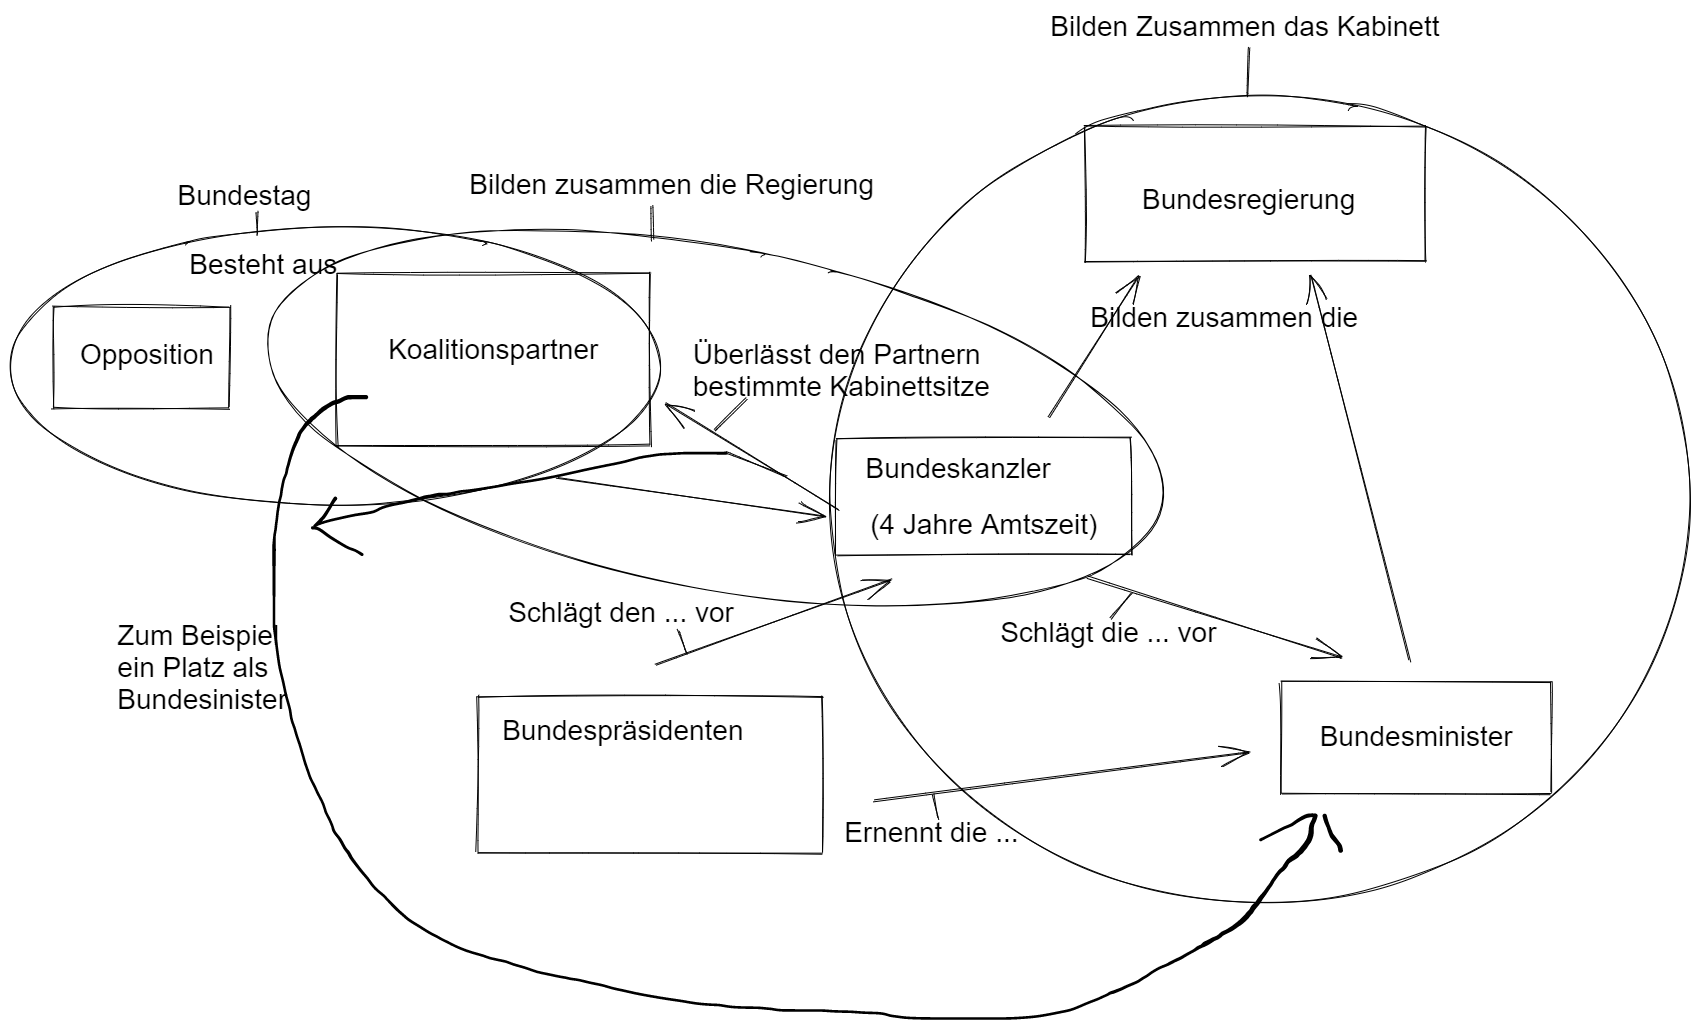 Bilden Zusammen das Kabinett
Bundestag
Bilden zusammen die Regierung
Bundesregierung
Besteht aus
Opposition
Koalitionspartner
Bilden zusammen die
Überlässt den Partnern
bestimmte Kabinettsitze
Bundeskanzler
(4 Jahre Amtszeit)
Schlägt den ... vor
Schlägt die ... vor
Zum Beispiel
ein Platz als
Bundesinister
Bundespräsidenten
Bundesminister
Ernennt die ...